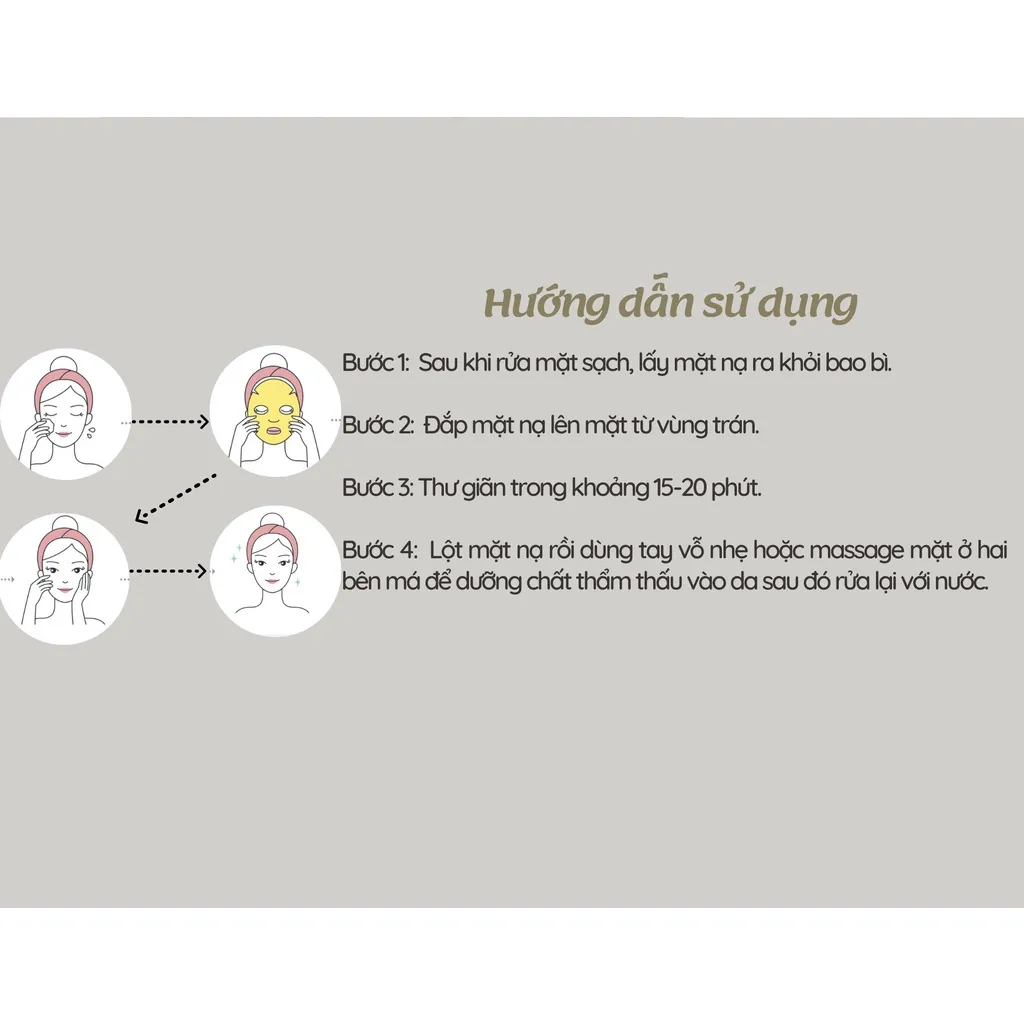 Hướng dẫn sử dụng
Bước 1: Sau khi rửa mặt sạch, lấy mặt nạ ra khỏi bao bì.
Bước 2: Đắp mặt nạ lên mặt từ vùng trán.
Bước 3: Thư giãn trong khoảng 15-20 phút.
Bước 4: Lột mặt nạ rồi dùng tay vỗ nhẹ hoặc massage mặt ở hai
bên má để dưỡng chất thẩm thấu vào da sau đó rửa lại với nước.